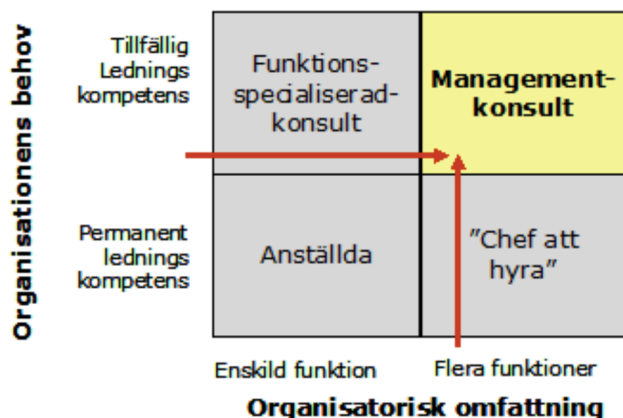 Organisationens behov
Tillfällig
Lednings
kompetens
Funktions-
specialiserad-
konsult
Management-
konsult
Permanent
lednings
kompetens
Anställda
"Chef att
hyra"
Enskild funktion
Flera funktioner
Organisatorisk omfattning